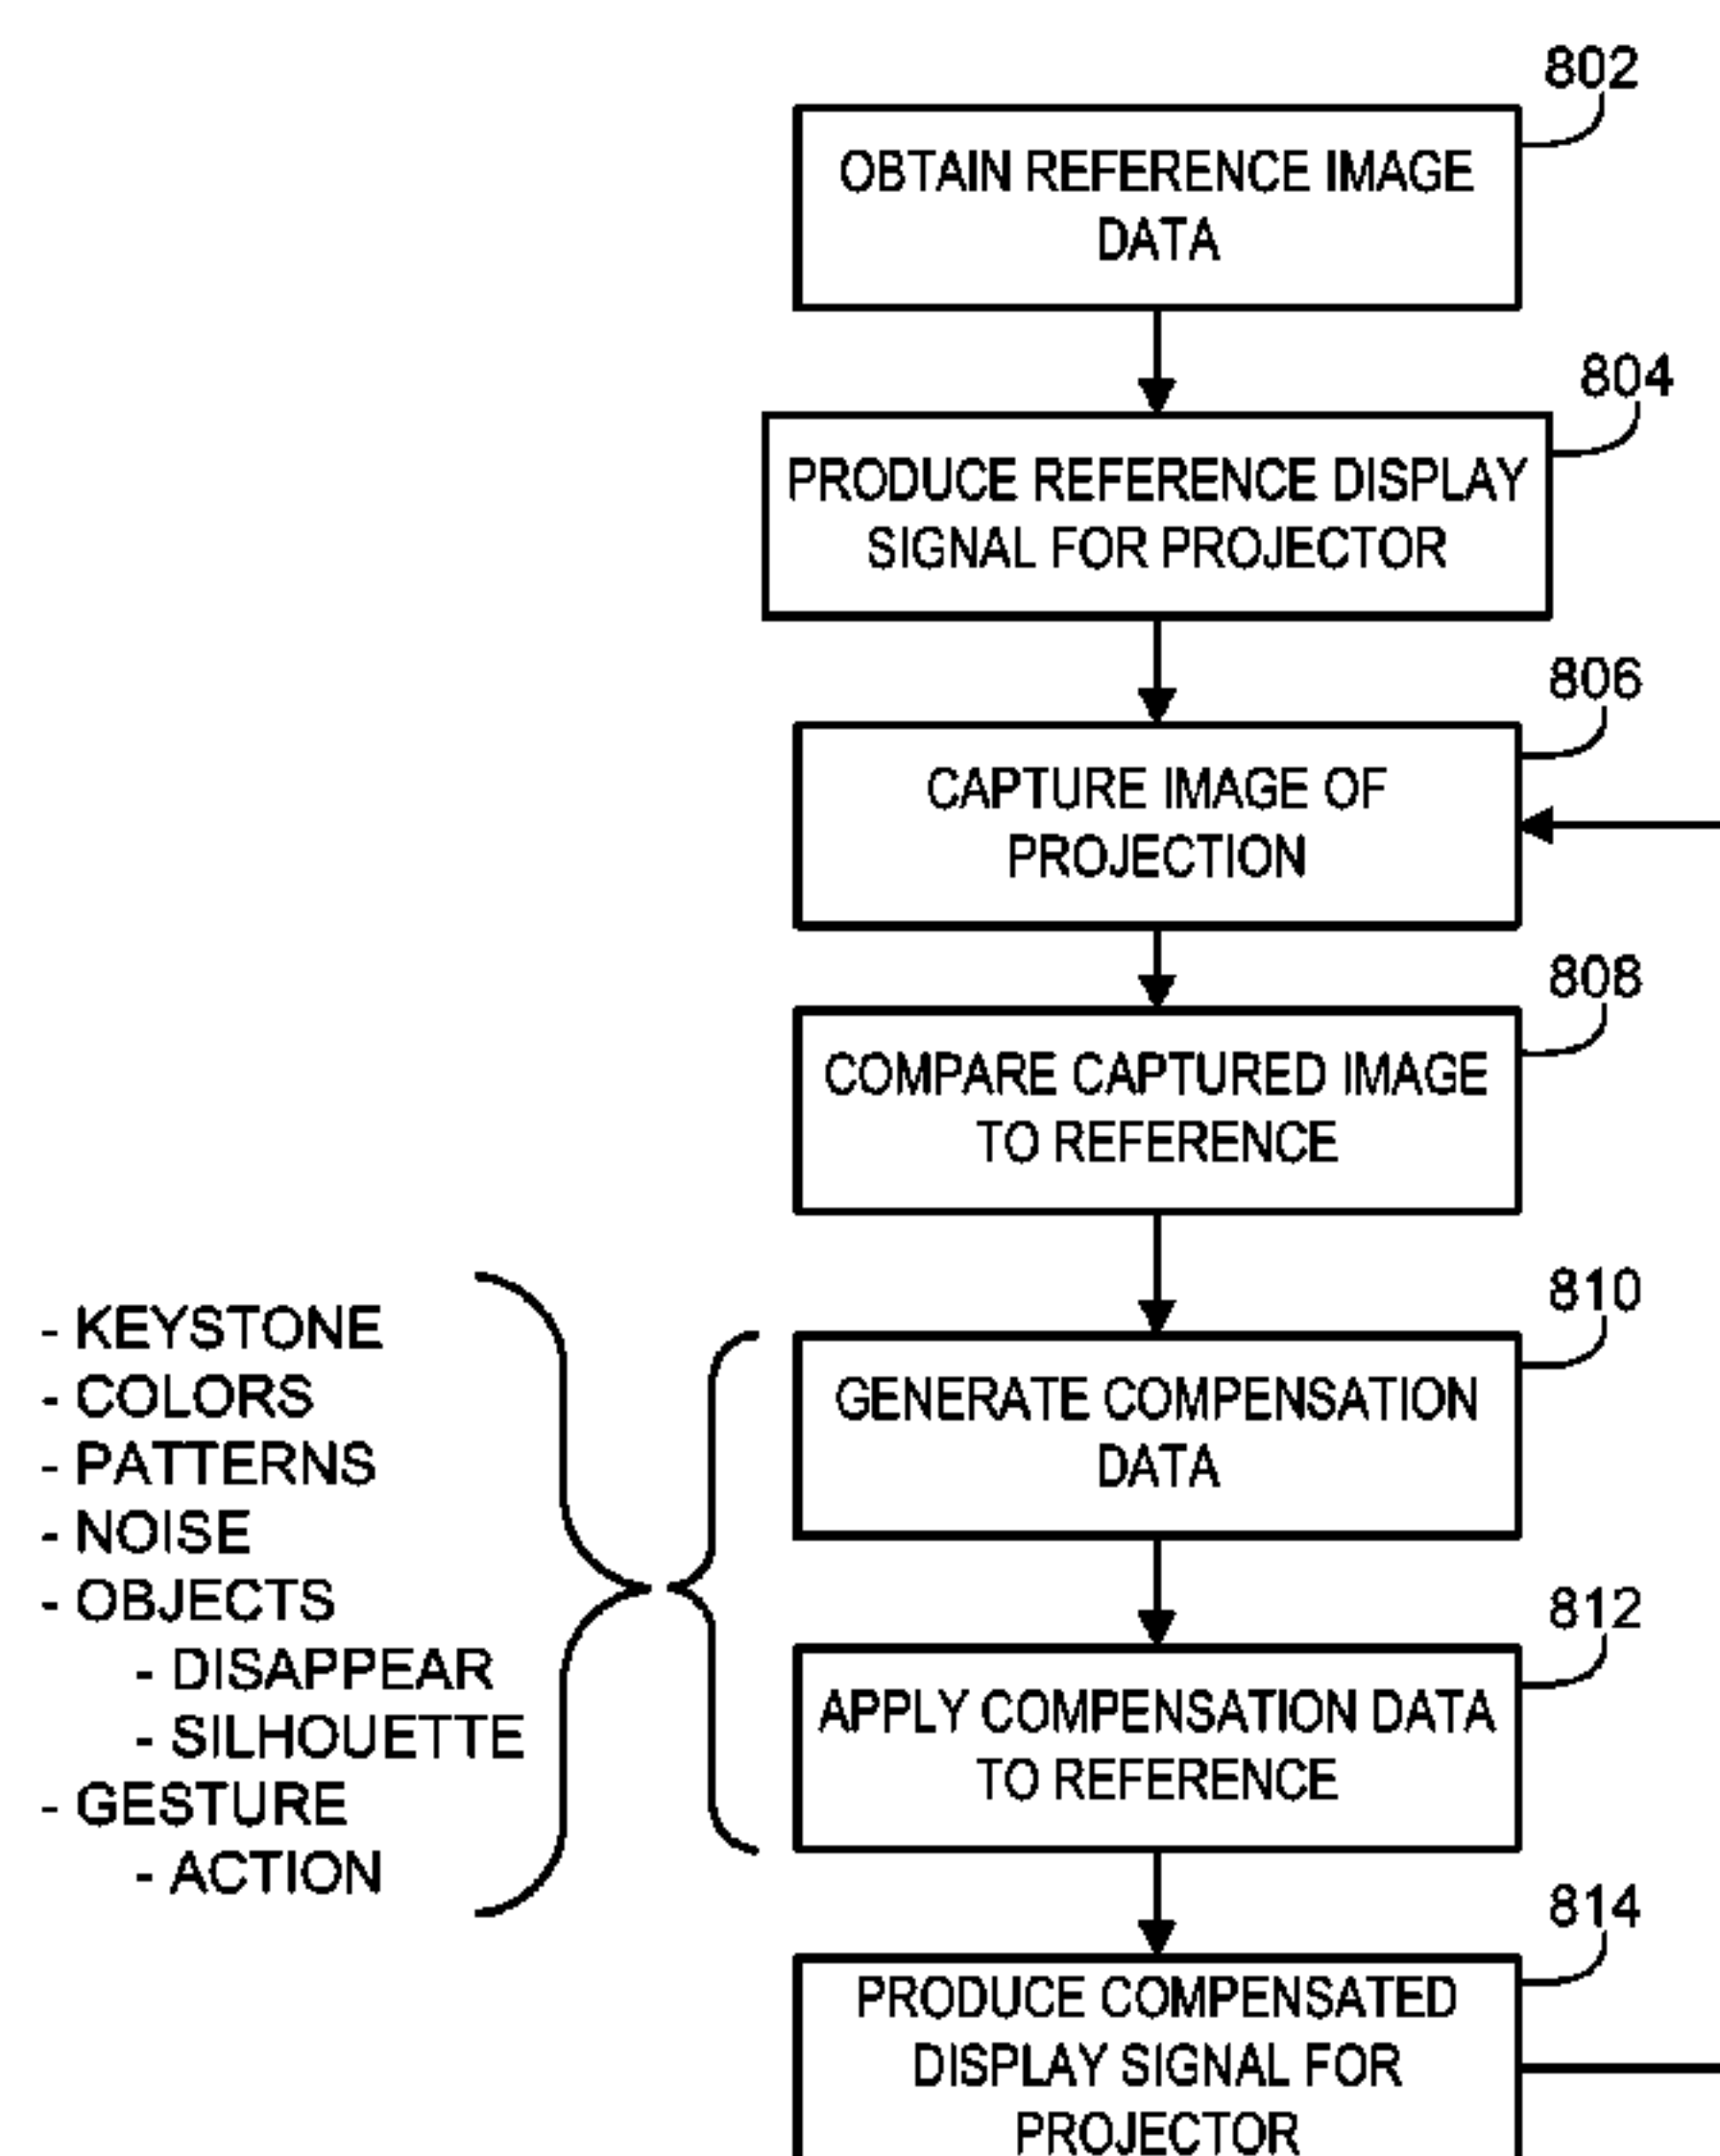 802
OBTAIN REFERENCE IMAGE
DATA
804
PRODUCE REFERENCE DISPLAY
SIGNAL FOR PROJECTOR
806
CAPTURE IMAGE OF
PROJECTION
808
COMPARE CAPTURED IMAGE
TO REFERENCE
810
GENERATE COMPENSATION
DATA
- KEYSTONE
- COLORS
- PATTERNS
- NOISE
- OBJECTS
- DISAPPEAR
- SILHOUETTE
- GESTURE
- ACTION
812
APPLY COMPENSATION DATA
TO REFERENCE
814
PRODUCE COMPENSATED
DISPLAY SIGNAL FOR
PROJECTOR